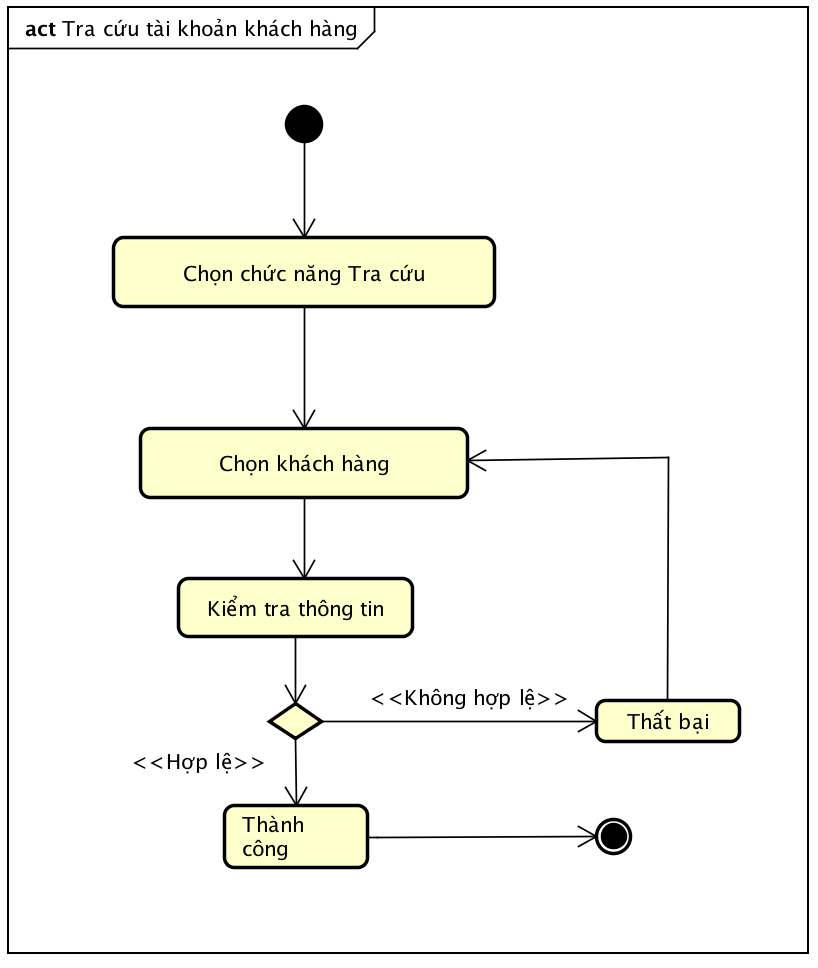 act Tra cứu tài khoản khách hàng
Chọn chức năng Tra cứu
Chọn khách hàng
Kiểm tra thông tin
<<Không hợp lệ>>
Thất bại
<<Hợp lệ>>
Thành
công